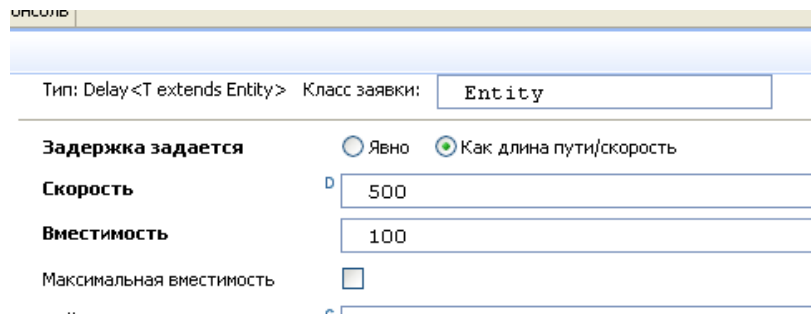 Тип: Delay<T extends Entity> Класс заявки: Entity
Задержка задается Явно Как длина пути/скорость
Скорость D 500
Вместимость 100
Максимальная вместимость